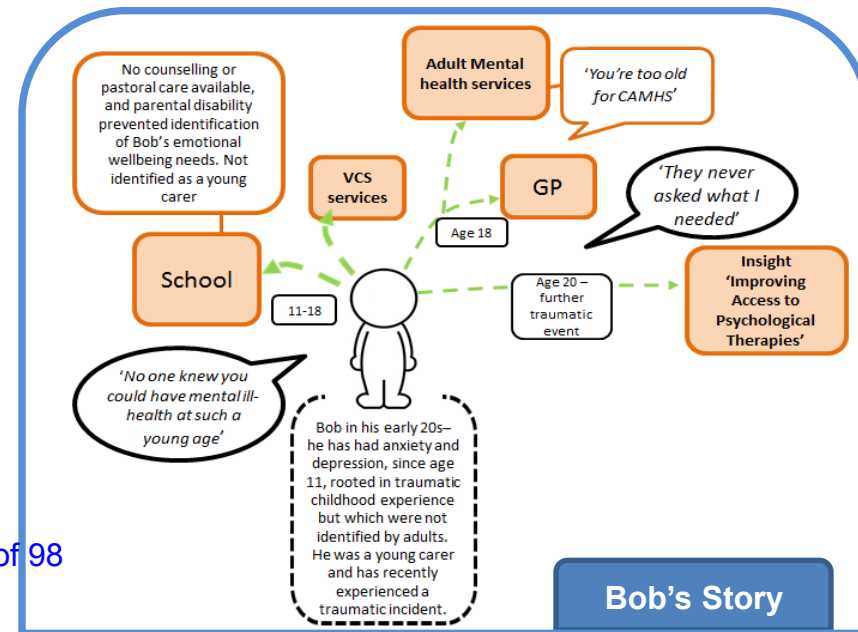 No counselling or
pastoral care available,
and parental disability
prevented identification
of Bob's emotional
wellbeing needs. Not
identified as a young
carer
Adult Mental
health services
'You're too old
for CAMHS'
VCS
services
GP
'They never
asked what I
needed'
Age 18
School
11-18
Age 20 –
further
traumatic
event
Insight
'Improving
Access to
Psychological
Therapies'
'No one knew you
could have mental ill-
health at such a
young age'
Bob in his early 20s–
he has had anxiety and
depression, since age
11, rooted in traumatic
childhood experience
but which were not
identified by adults.
He was a young carer
and has recently
experienced a
traumatic incident.
of 98
Bob's Story